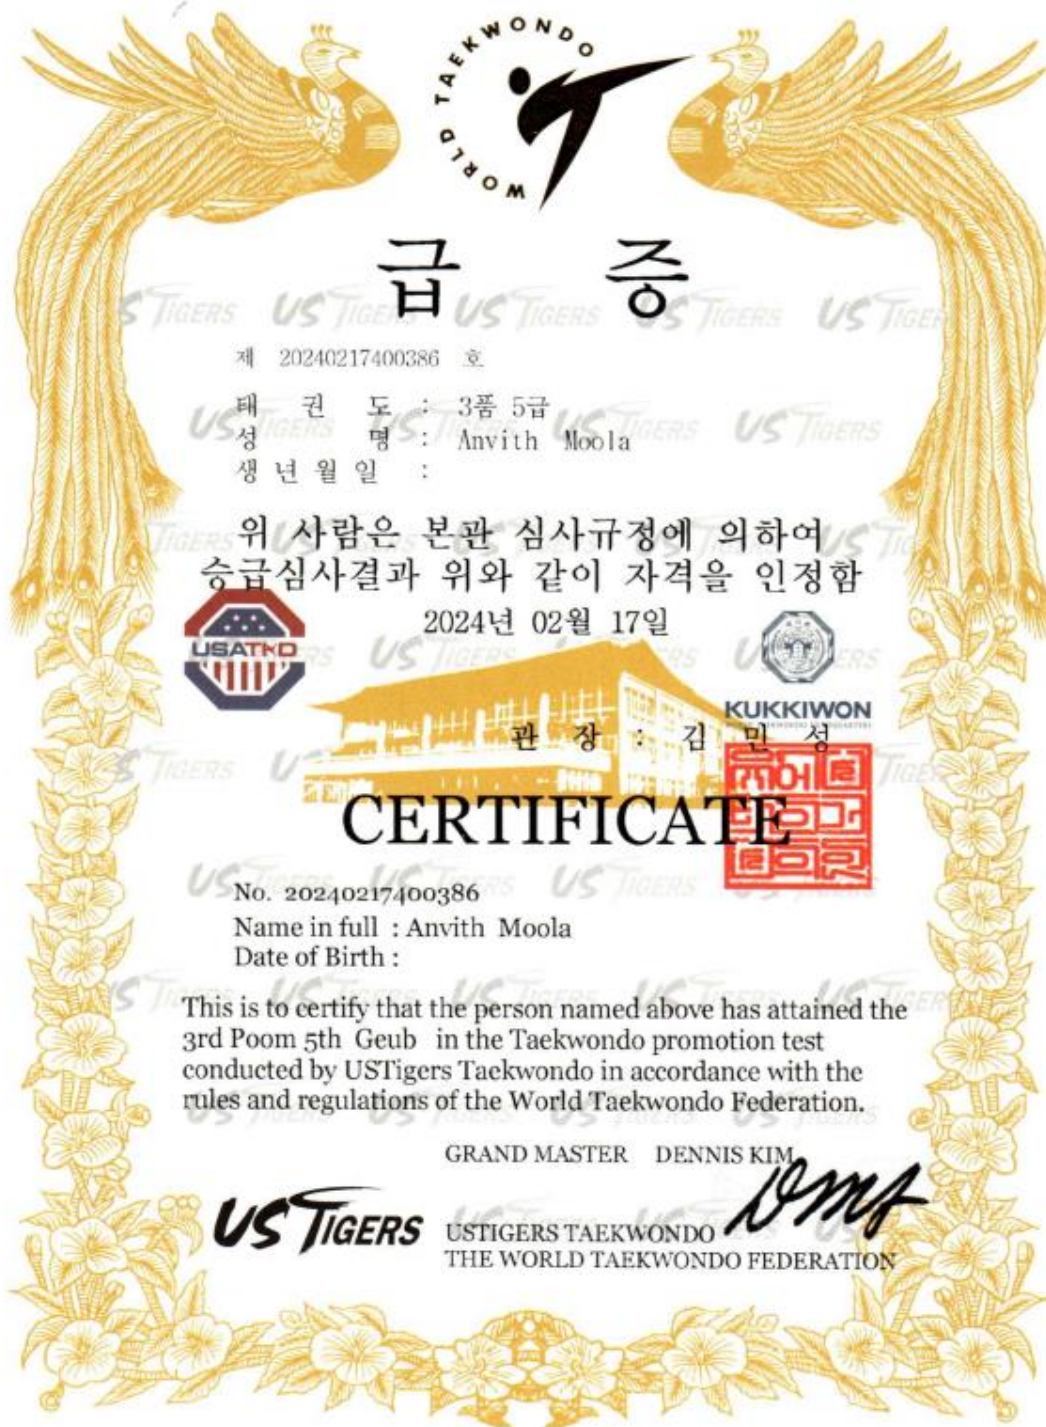 WORLD TAEKWONDO
급 증
제 20240217400386 호
태 권 도 : 3품 5급
성 명 : Anvith Moola
생 년 월 일 :
위 사람은 본관 심사규정에 의하여
승급심사결과 위와 같이 자격을 인정함
2024년 02월 17일
USATKD
KUKKIWON
관 장 : 김 민 성
CERTIFICATE
No. 20240217400386
Name in full : Anvith Moola
Date of Birth :
This is to certify that the person named above has attained the
3rd Poom 5th Geub in the Taekwondo promotion test
conducted by USTigers Taekwondo in accordance with the
rules and regulations of the World Taekwondo Federation.
GRAND MASTER DENNIS KIM
US TIGERS
USTIGERS TAEKWONDO
THE WORLD TAEKWONDO FEDERATION